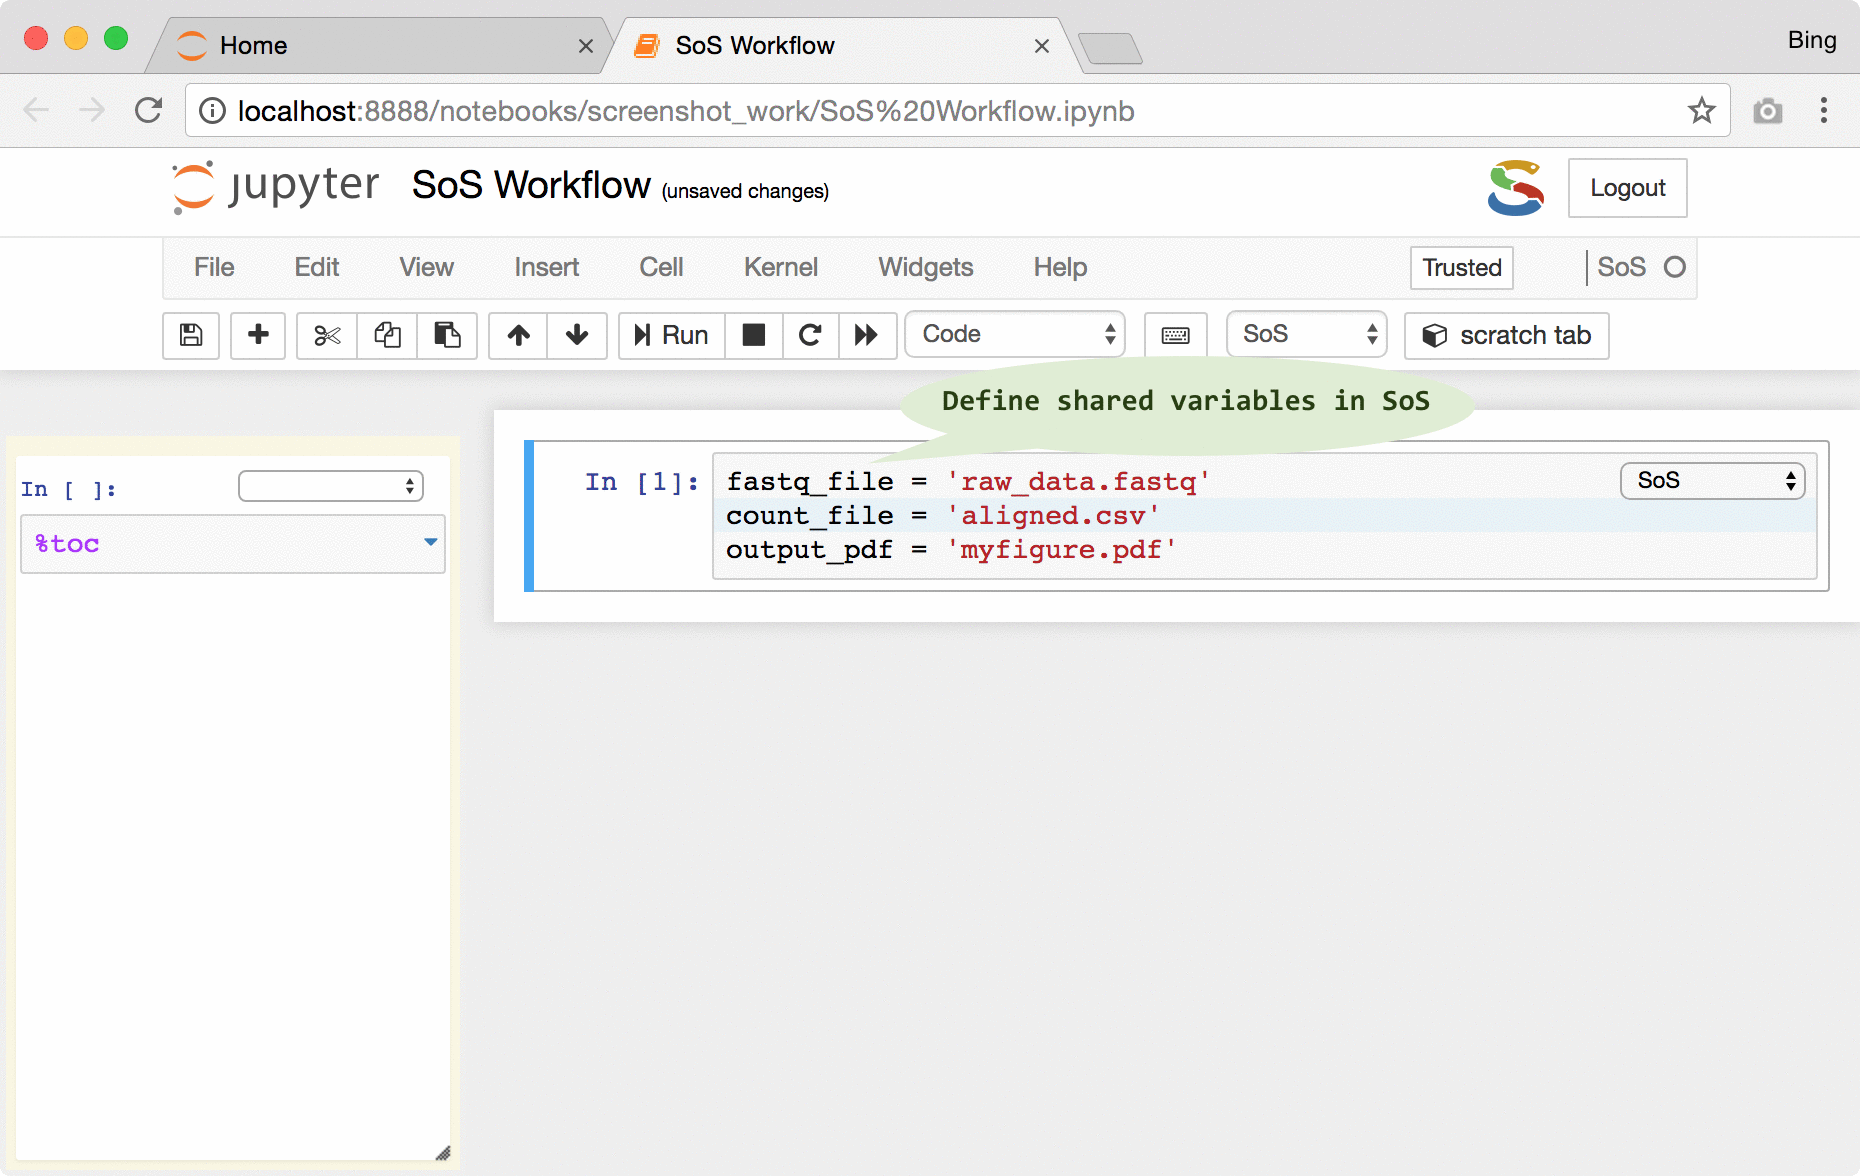 Home
SoS Workflow
Bing
localhost:8888/notebooks/screenshot_work/SoS%20Workflow.ipynb
jupyter SoS Workflow (unsaved changes)
Logout
File Edit View Insert Cell Kernel Widgets Help
Trusted
SoS
Run
Code
SoS
scratch tab
Define shared variables in SoS
In [ ]:
%toc
In [1]:
fastq_file = 'raw_data.fastq'
count_file = 'aligned.csv'
output_pdf = 'myfigure.pdf'
SoS